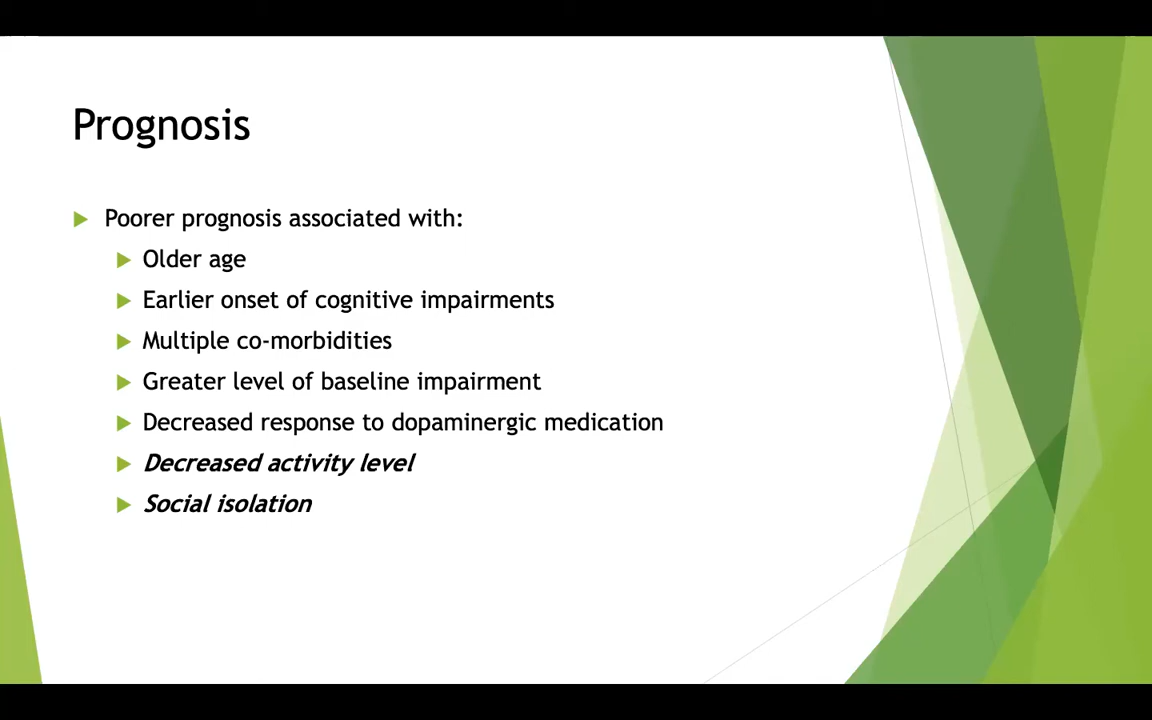 Prognosis
Poorer prognosis associated with:
Older age
Earlier onset of cognitive impairments
Multiple co-morbidities
Greater level of baseline impairment
Decreased response to dopaminergic medication
Decreased activity level
Social isolation